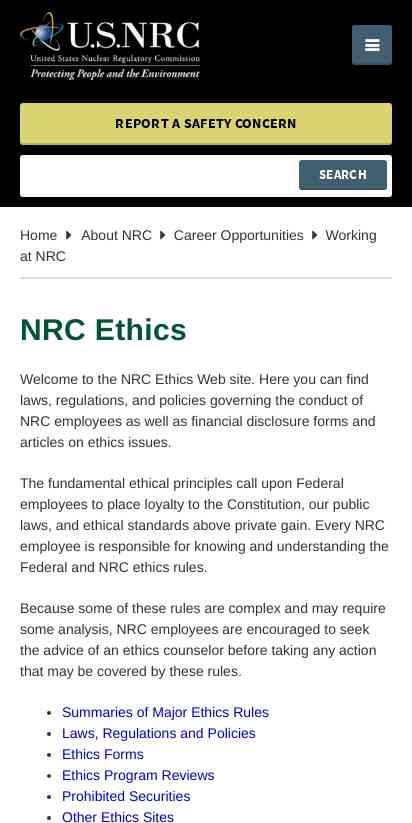 U.S.NRC
United States Nuclear Regulatory Commission
Protecting People and the Environment
REPORT A SAFETY CONCERN
SEARCH
Home About NRC Career Opportunities Working
at NRC
NRC Ethics
Welcome to the NRC Ethics Web site. Here you can find
laws, regulations, and policies governing the conduct of
NRC employees as well as financial disclosure forms and
articles on ethics issues.
The fundamental ethical principles call upon Federal
employees to place loyalty to the Constitution, our public
laws, and ethical standards above private gain. Every NRC
employee is responsible for knowing and understanding the
Federal and NRC ethics rules.
Because some of these rules are complex and may require
some analysis, NRC employees are encouraged to seek
the advice of an ethics counselor before taking any action
that may be covered by these rules.
• Summaries of Major Ethics Rules
• Laws, Regulations and Policies
• Ethics Forms
• Ethics Program Reviews
• Prohibited Securities
• Other Ethics Sites